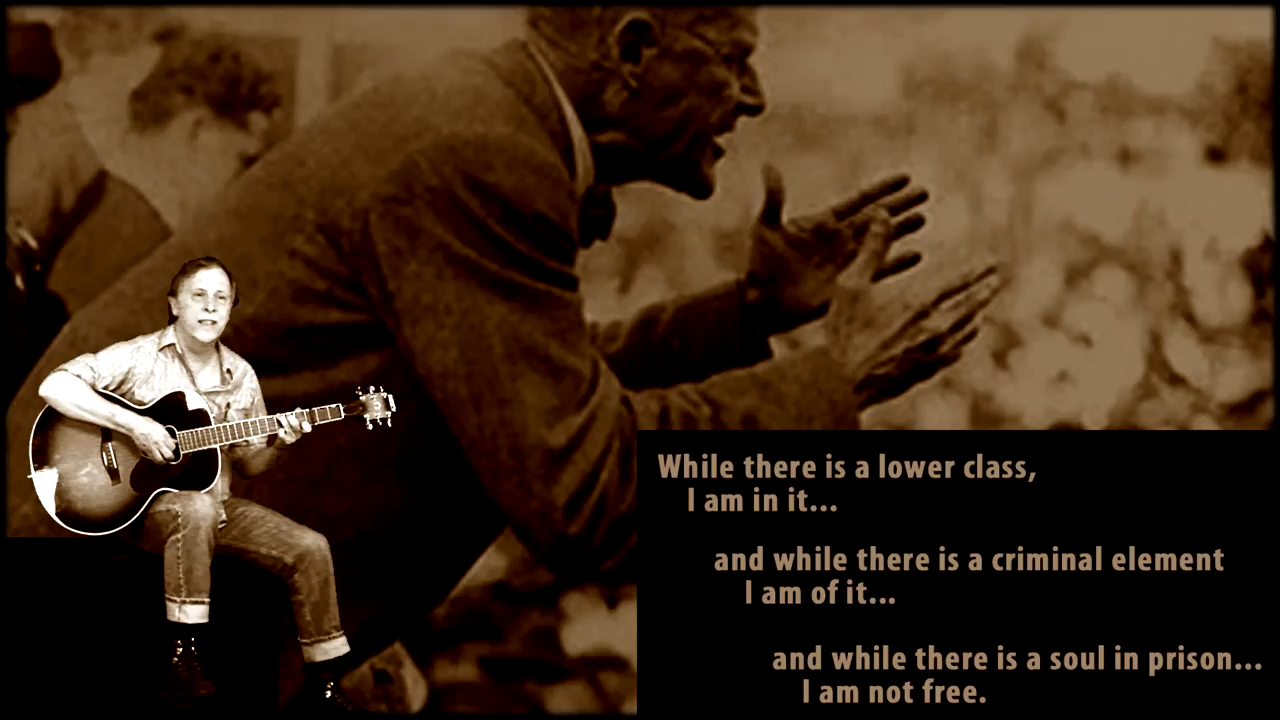 While there is a lower class,
I am in it...
and while there is a criminal element
I am of it...
and while there is a soul in prison...
I am not free.